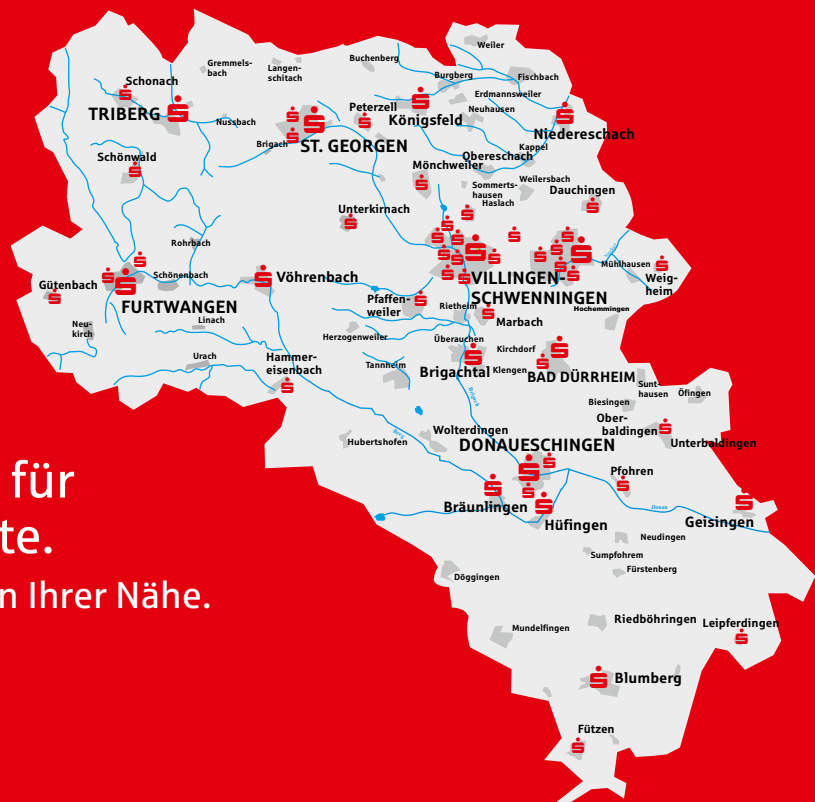 Weiler
Gremmels-
bach
Langen-
schitach
Buchenberg
Burgberg
Fischbach
Schonach
Erdmannsweiler
TRIBERG
Nussbach
Peterzell
Königsfeld
Neuhausen
Niedereschach
Brigach
ST. GEORGEN
Kappel
Obereschach
Schönwald
Mönchweiler
Weilersbach
Sommerts-
hausen
Haslach
Dauchingen
Unterkirnach
Rohrbach
Mühlhausen
Gütenbach
Schönenbach
Vöhrenbach
VILLINGEN-
SCHWENNINGEN
Weig-
heim
FURTWANGEN
Pfaffen-
weiler
Rietheim
Marbach
Hochemmingen
Neu-
kirch
Linach
Herzogenweiler
Überauchen
Kirchdorf
Urach
Hammer-
eisenbach
Tannheim
Brigachtal
Klengen
BAD DÜRRHEIM
Sunt-
hausen
Öfingen
Brigach
Biesingen
Ober-
baldingen
Unterbaldingen
Breg
Hubertshofen
Wolterdingen
DONAUESCHINGEN
Pfohren
für
te.
n Ihrer Nähe.
Bräunlingen
Hüfingen
Donau
Geisingen
Neudingen
Sumpfohrem
Fürstenberg
Döggingen
Mundelfingen
Riedböhringen
Leipferdingen
Blumberg
Fützen